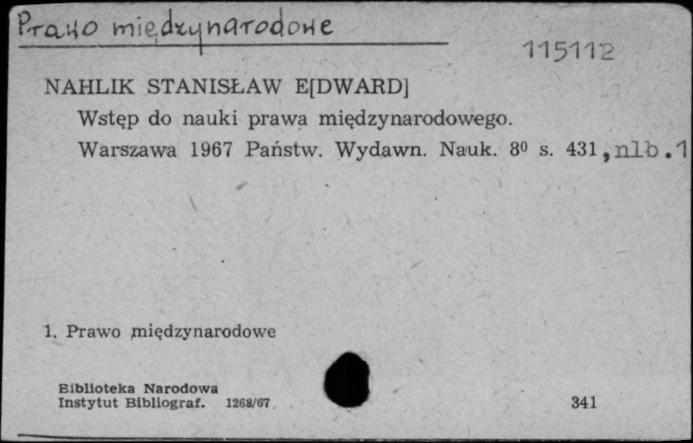 Prawo międzynarodowe
115112
NAHLIK STANISŁAW E[DWARD]
Wstęp do nauki prawa międzynarodowego.
Warszawa 1967 Państw. Wydawn. Nauk. 8⁰ s. 431, nlb. 1
1. Prawo międzynarodowe
Biblioteka Narodowa
Instytut Bibliograf. 1268/67
341